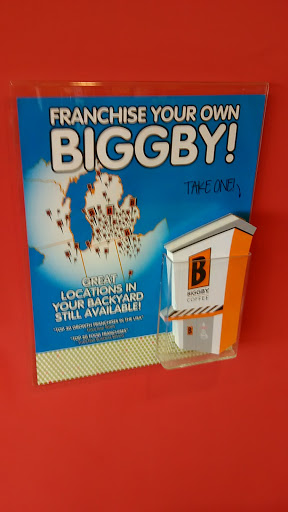 FRANCHISE YOUR OWN
BIGGBY!
TAKE ONE!
GREAT
LOCATIONS IN
YOUR BACKYARD
STILL AVAILABLE!
B
BIGGBY
COFFEE